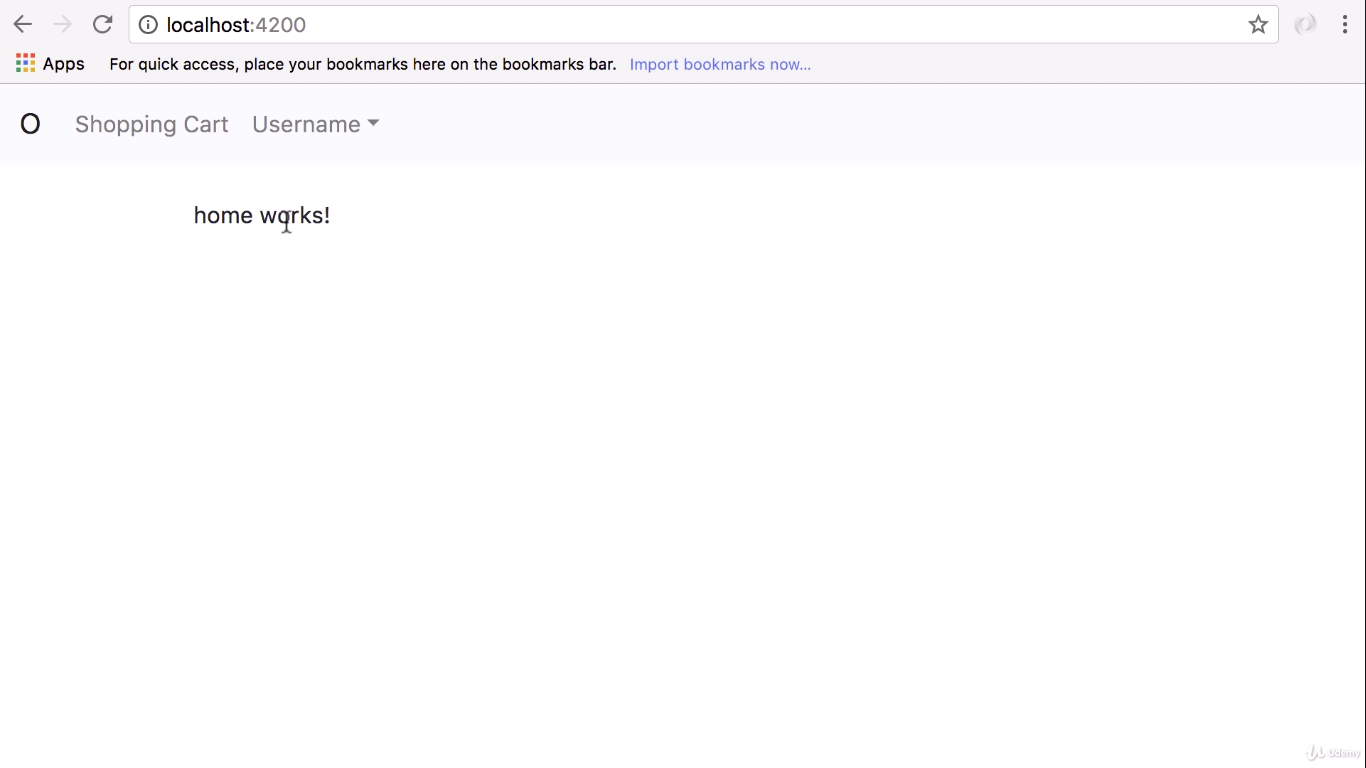 localhost:4200
Apps For quick access, place your bookmarks here on the bookmarks bar. Import bookmarks now...
O Shopping Cart Username
home works!
Udemy